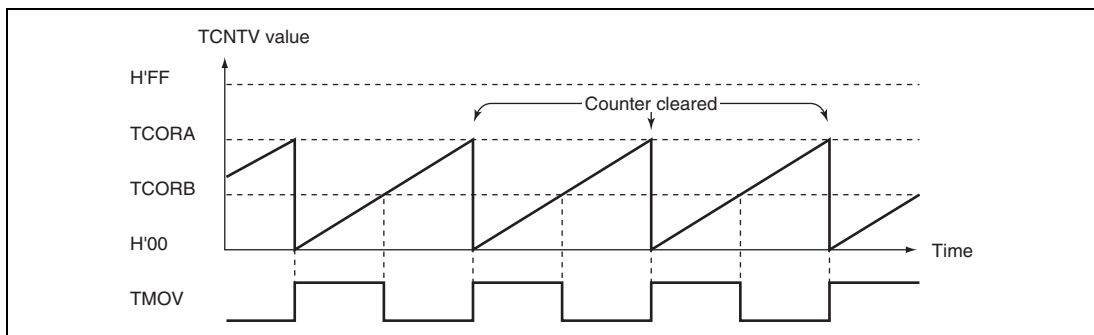 TCNTV value
H'FF
Counter cleared
TCORA
TCORB
H'00
Time
TMOV